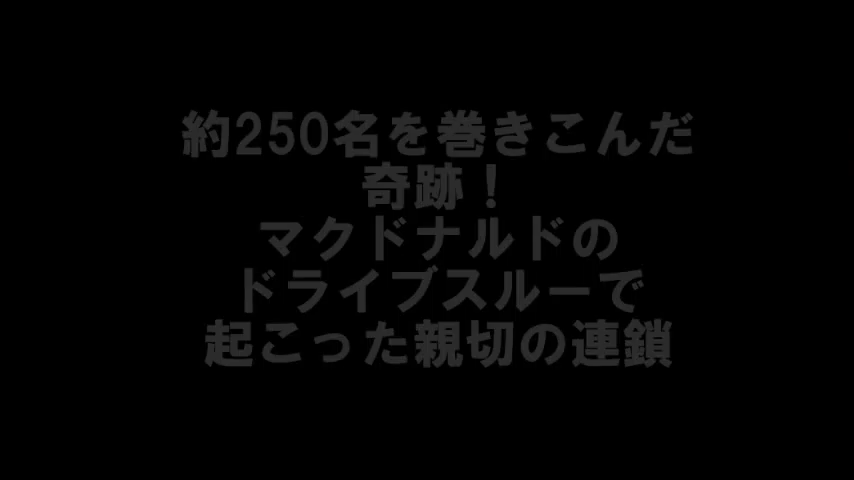 約250名を巻きこんだ
奇跡！
マクドナルドの
ドライブスルーで
起こった親切の連鎖